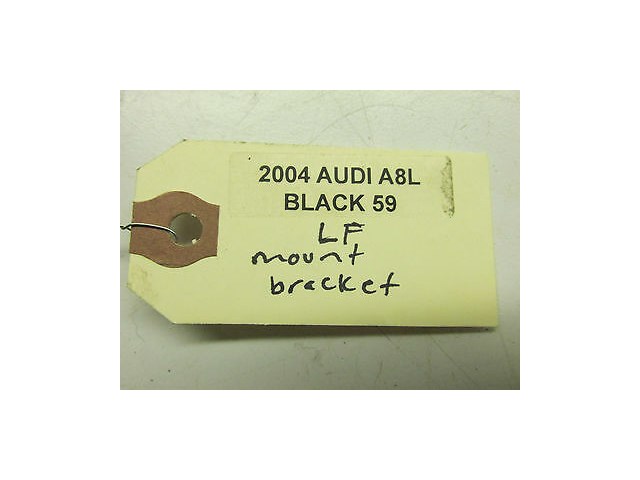 2004 AUDI A8L
BLACK 59
LF
mount
bracket